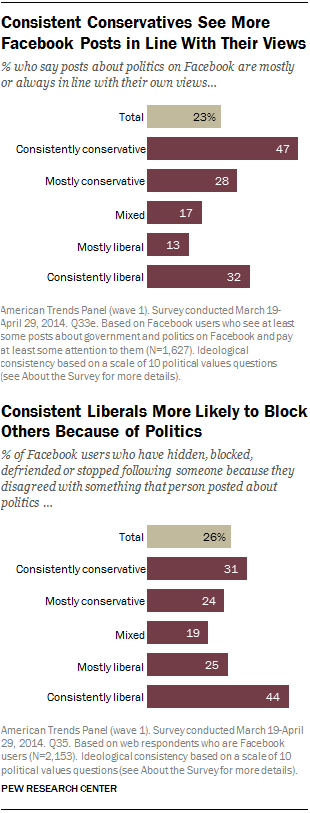 Consistent Conservatives See More
Facebook Posts in Line With Their Views
% who say posts about politics on Facebook are mostly
or always in line with their own views...
Total 23%
Consistently conservative 47
Mostly conservative 28
Mixed 17
Mostly liberal 13
Consistently liberal 32
American Trends Panel (wave 1). Survey conducted March 19-
April 29, 2014. Q33e. Based on Facebook users who see at least
some posts about government and politics on Facebook and pay
at least some attention to them (N=1,627). Ideological
consistency based on a scale of 10 political values questions
(see About the Survey for more details).
Consistent Liberals More Likely to Block
Others Because of Politics
% of Facebook users who have hidden, blocked,
defriended or stopped following someone because they
disagreed with something that person posted about
politics ...
Total 26%
Consistently conservative 31
Mostly conservative 24
Mixed 19
Mostly liberal 25
Consistently liberal 44
American Trends Panel (wave 1). Survey conducted March 19-April
29, 2014. Q35. Based on web respondents who are Facebook
users (N=2,153). Ideological consistency based on a scale of 10
political values questions (see About the Survey for more details).
PEW RESEARCH CENTER